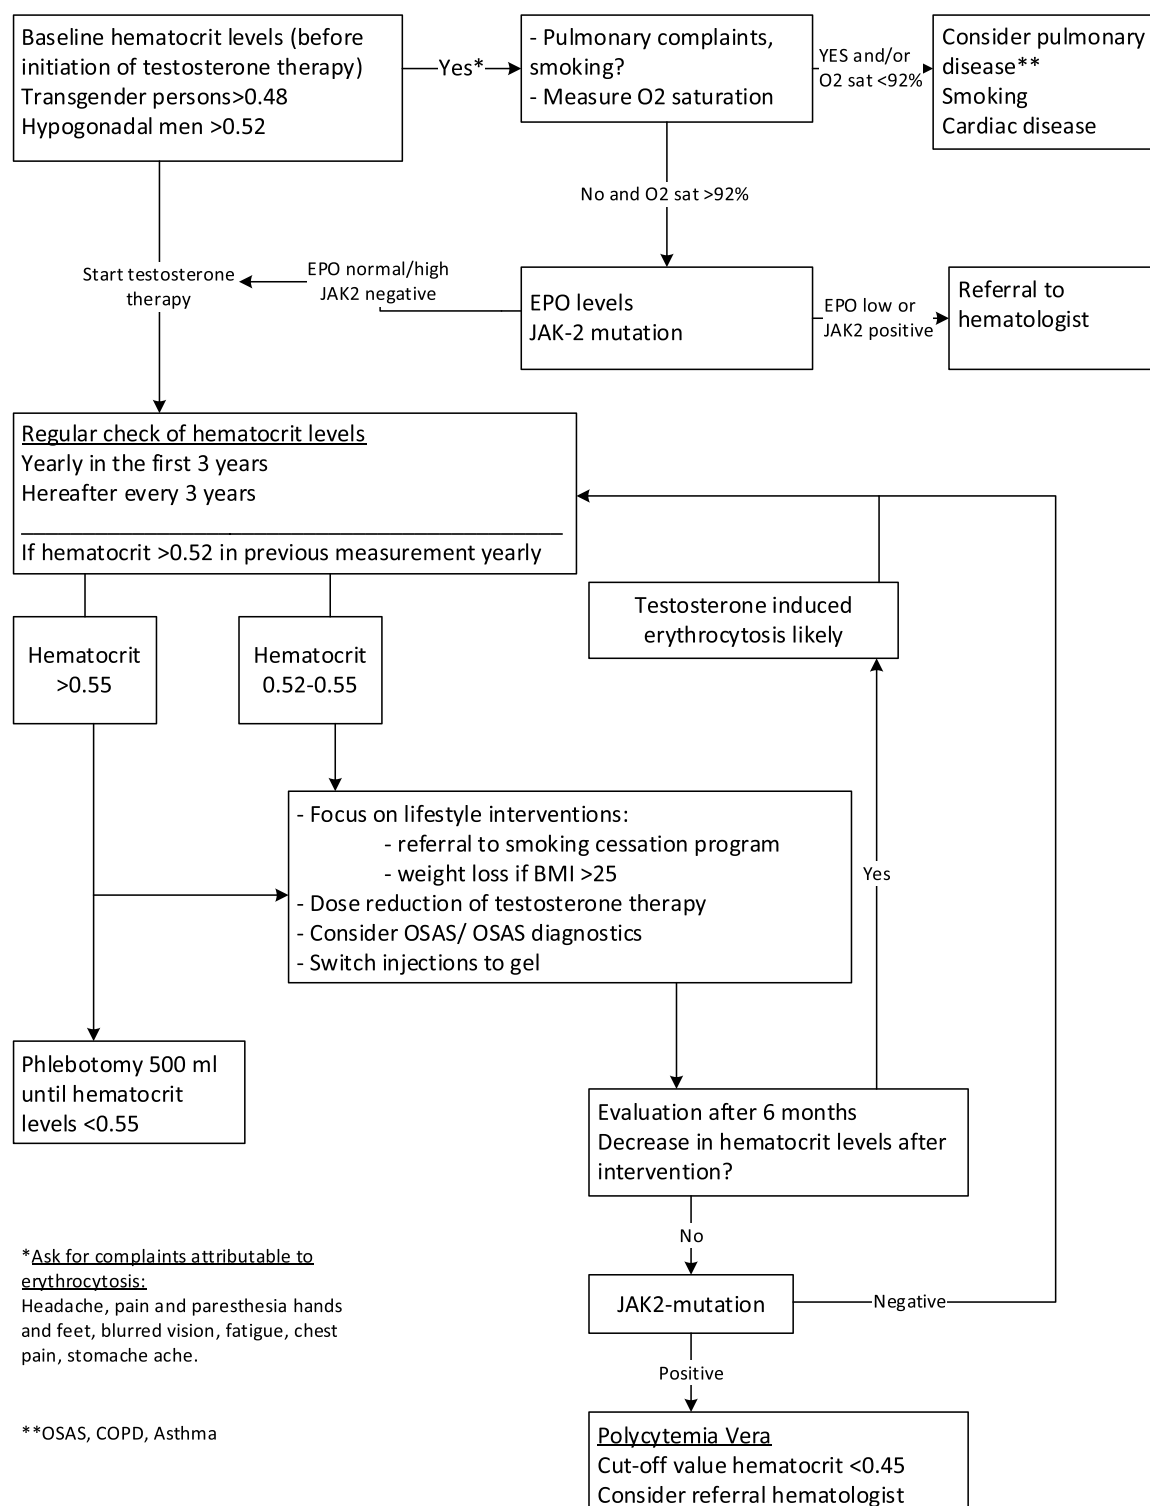 Baseline hematocrit levels (before
initiation of testosterone therapy)
Transgender persons>0.48
Hypogonadal men >0.52
Yes*
- Pulmonary complaints,
smoking?
- Measure O2 saturation
YES and/or
O2 sat <92%
Consider pulmonary
disease**
Smoking
Cardiac disease
No and O2 sat >92%
Start testosterone
therapy
EPO normal/high
JAK2 negative
EPO levels
JAK-2 mutation
EPO low or
JAK2 positive
Referral to
hematologist
Regular check of hematocrit levels
Yearly in the first 3 years
Hereafter every 3 years
If hematocrit >0.52 in previous measurement yearly
Hematocrit
>0.55
Hematocrit
0.52-0.55
Testosterone induced
erythrocytosis likely
- Focus on lifestyle interventions:
- referral to smoking cessation program
- weight loss if BMI >25
- Dose reduction of testosterone therapy
- Consider OSAS/ OSAS diagnostics
- Switch injections to gel
Yes
Phlebotomy 500 ml
until hematocrit
levels <0.55
Evaluation after 6 months
Decrease in hematocrit levels after
intervention?
No
JAK2-mutation
Negative
Positive
Polycytemia Vera
Cut-off value hematocrit <0.45
Consider referral hematologist
*Ask for complaints attributable to
erythrocytosis:
Headache, pain and paresthesia hands
and feet, blurred vision, fatigue, chest
pain, stomache ache.
**OSAS, COPD, Asthma